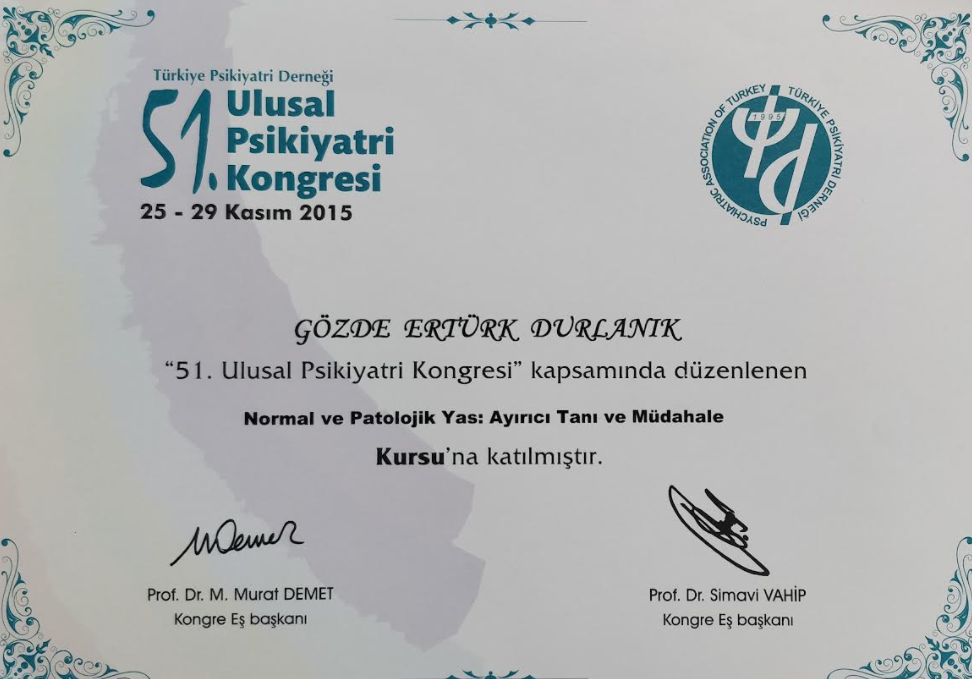 Türkiye Psikiyatri Derneği
51. Ulusal
Psikiyatri
Kongresi
25 - 29 Kasım 2015
PSYCHIATRIC ASSOCIATION OF TURKEY TÜRKİYE PSİKİYATRİ DERNEĞİ
1995
GÖZDE ERTÜRK DURLANIK
“51. Ulusal Psikiyatri Kongresi” kapsamında düzenlenen
Normal ve Patolojik Yas: Ayırıcı Tanı ve Müdahale
Kursu’na katılmıştır.
Prof. Dr. M. Murat DEMET
Kongre Eş başkanı
Prof. Dr. Simavi VAHİP
Kongre Eş başkanı